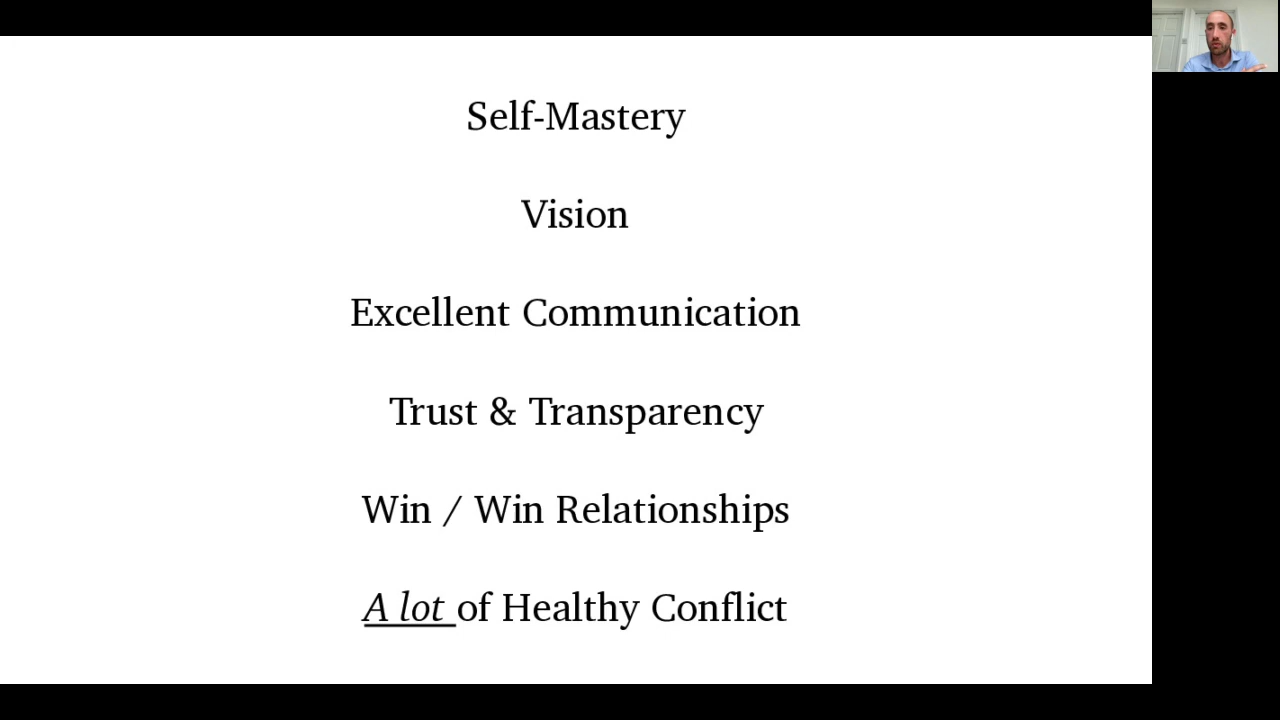 Self-Mastery
Vision
Excellent Communication
Trust & Transparency
Win / Win Relationships
A lot of Healthy Conflict